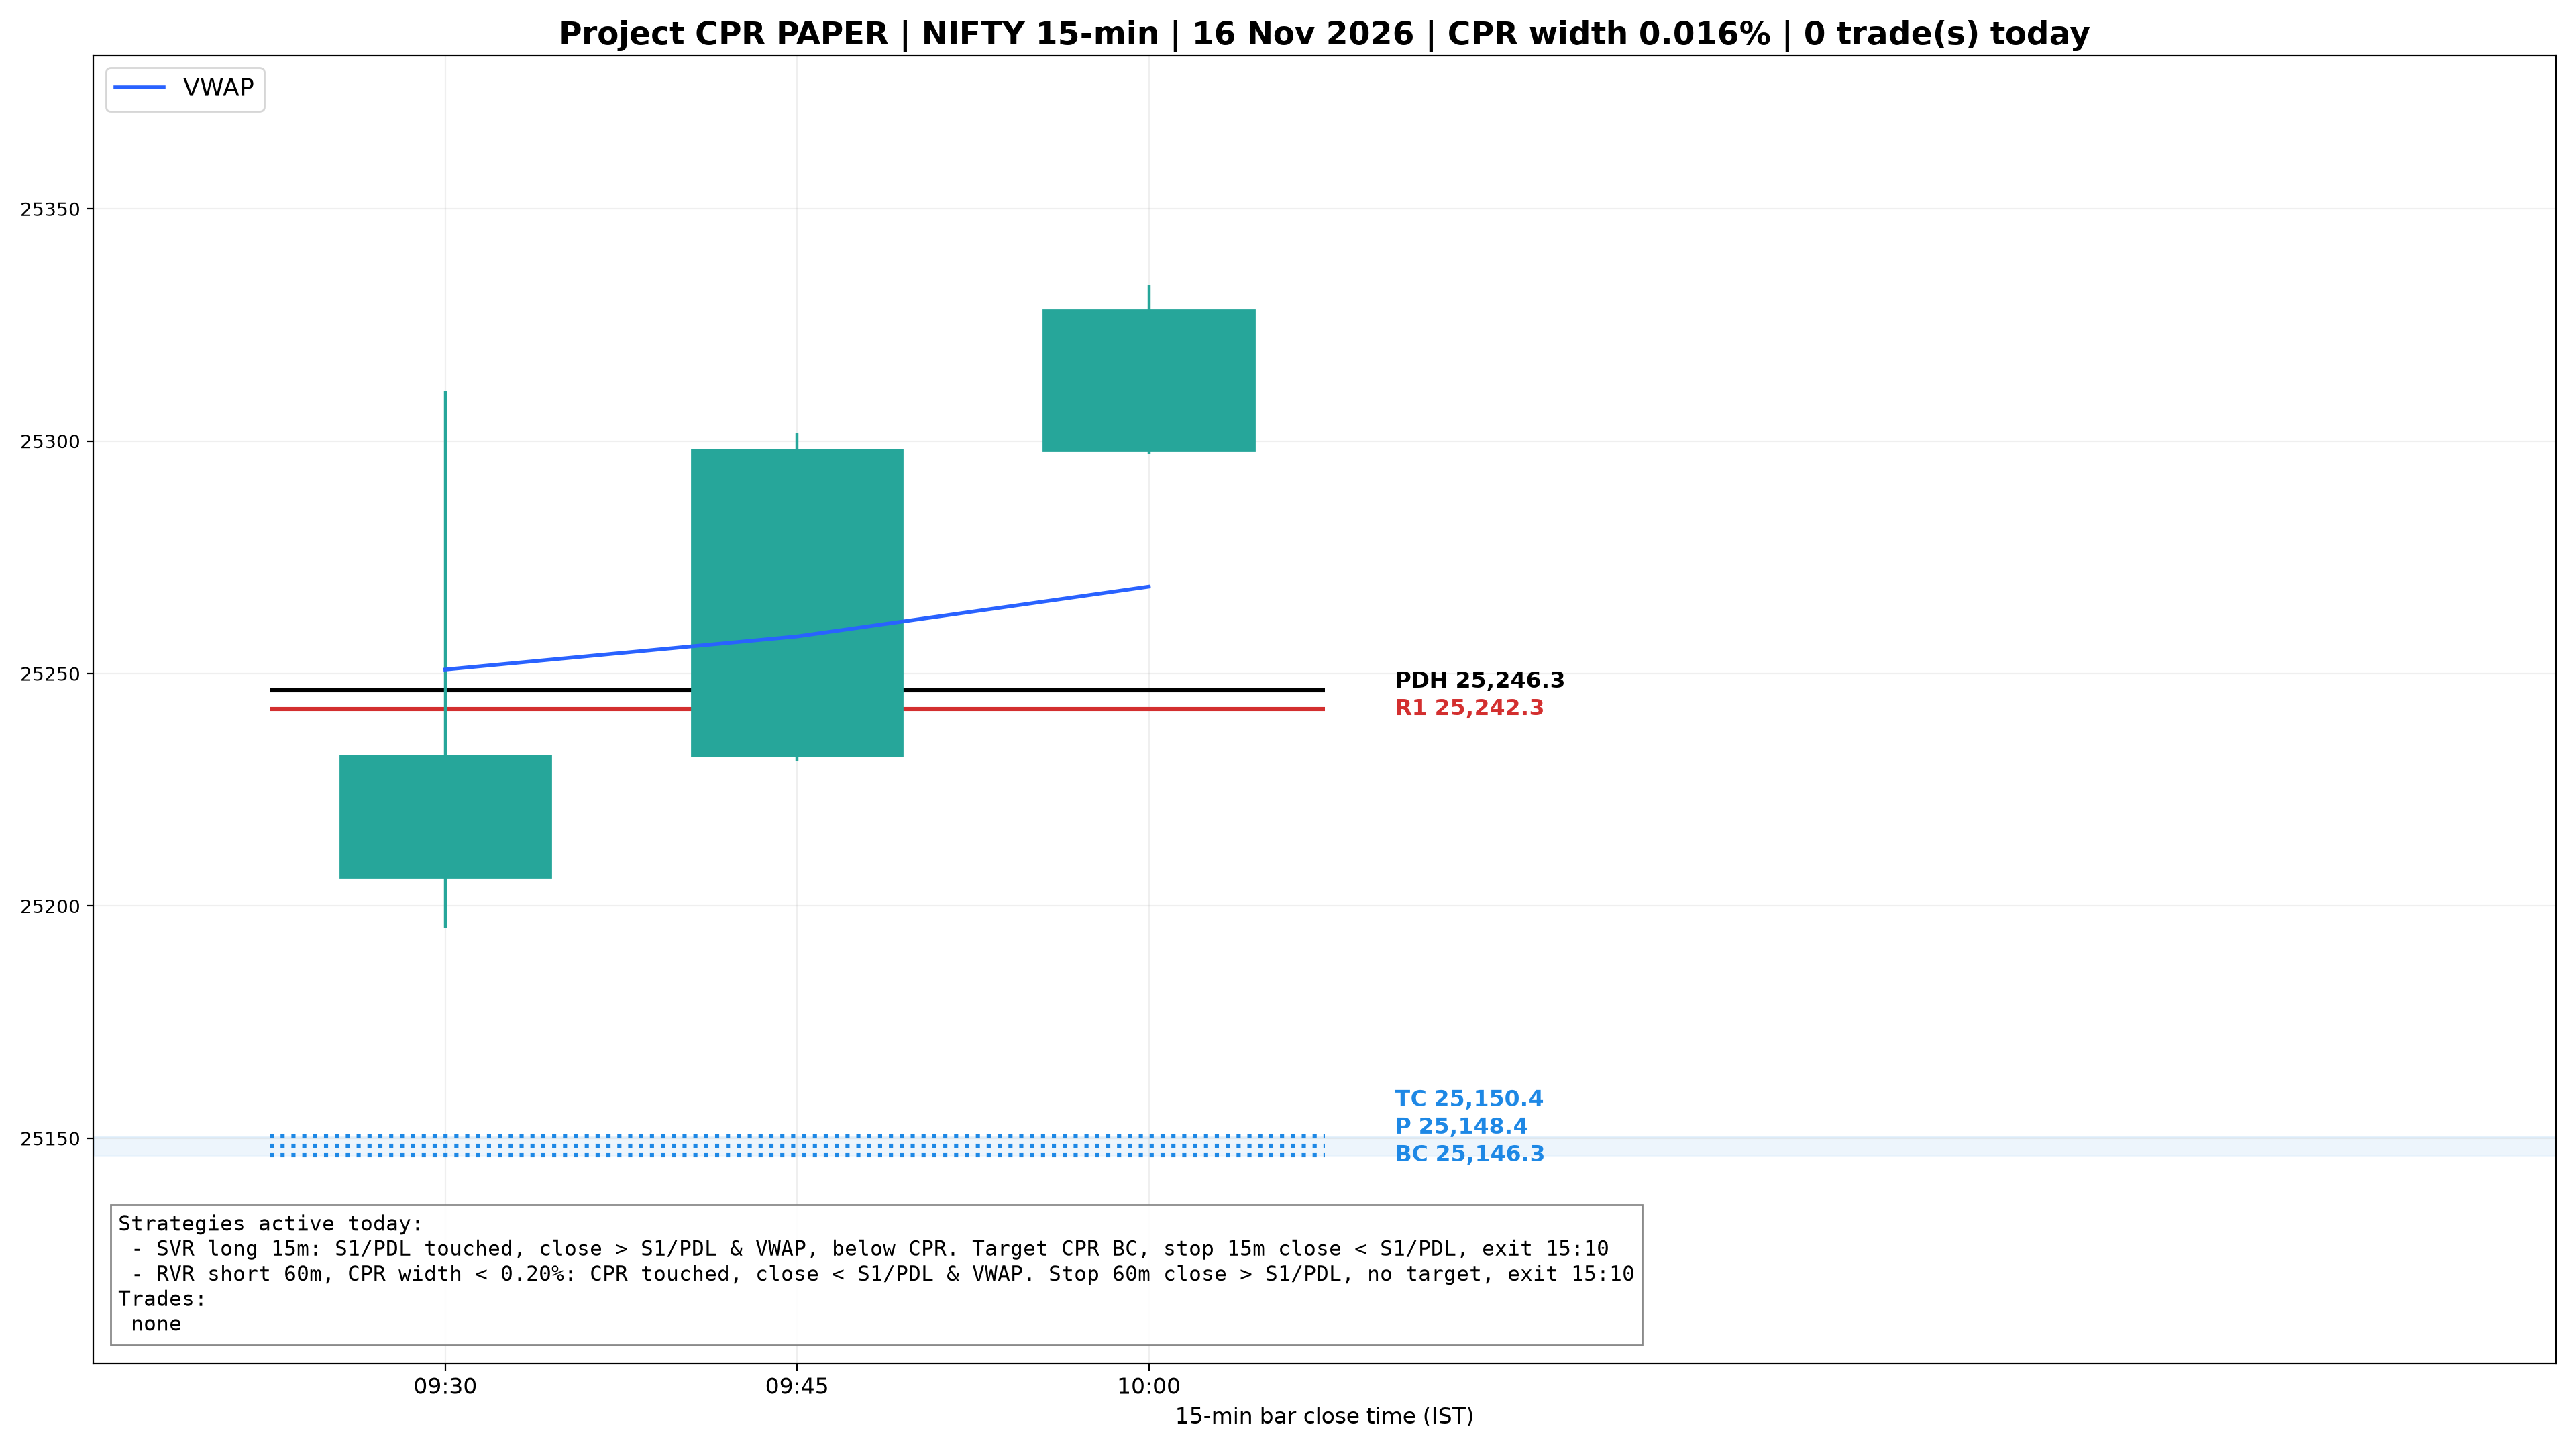 Project CPR PAPER | NIFTY 15-min | 16 Nov 2026 | CPR width 0.016% | 0 trade(s) today
VWAP
25350
25300
25250
25200
25150
PDH 25,246.3
R1 25,242.3
TC 25,150.4
P 25,148.4
BC 25,146.3
Strategies active today:
- SVR long 15m: S1/PDL touched, close > S1/PDL & VWAP, below CPR. Target CPR BC, stop 15m close < S1/PDL, exit 15:10
- RVR short 60m, CPR width < 0.20%: CPR touched, close < S1/PDL & VWAP. Stop 60m close > S1/PDL, no target, exit 15:10
Trades:
none
09:30 09:45 10:00
15-min bar close time (IST)